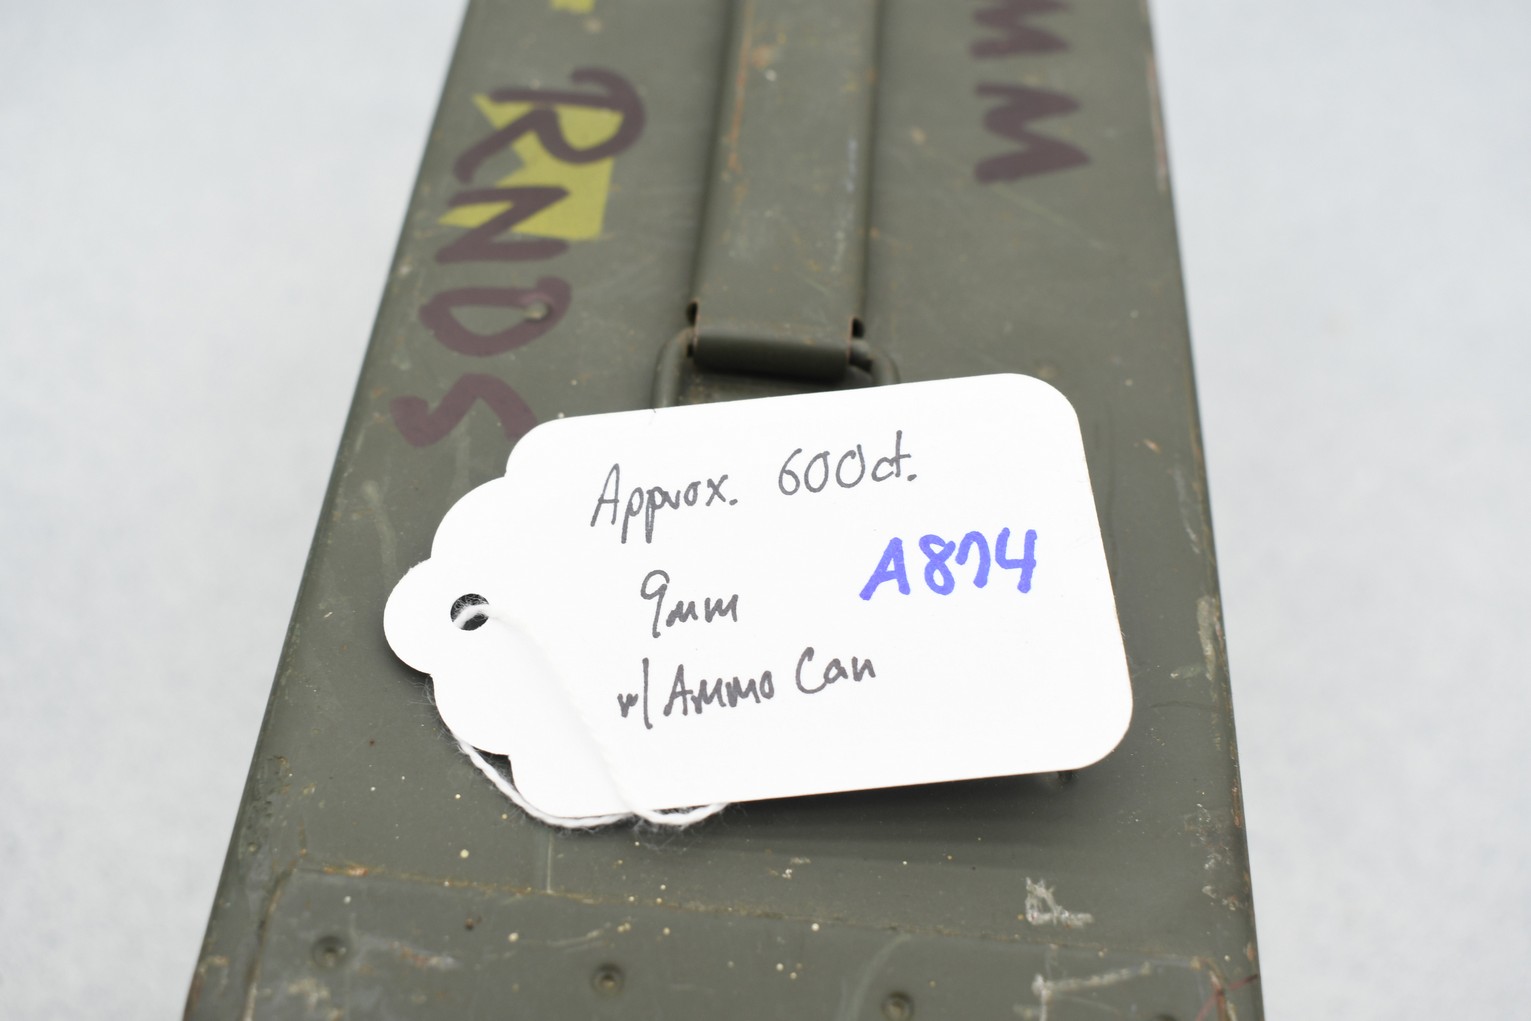 RNDS
MM
Approx. 600ct.
A874
9mm
w/ Ammo Can